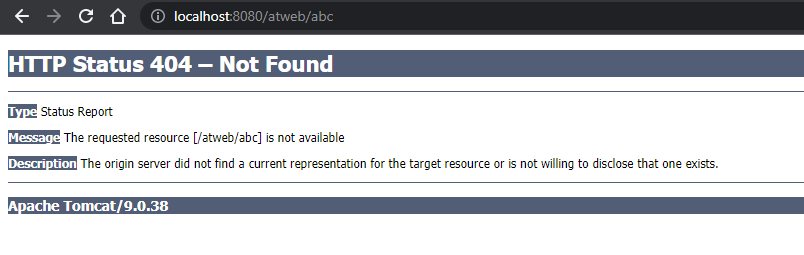 localhost:8080/atweb/abc
HTTP Status 404 – Not Found
Type Status Report
Message The requested resource [/atweb/abc] is not available
Description The origin server did not find a current representation for the target resource or is not willing to disclose that one exists.
Apache Tomcat/9.0.38